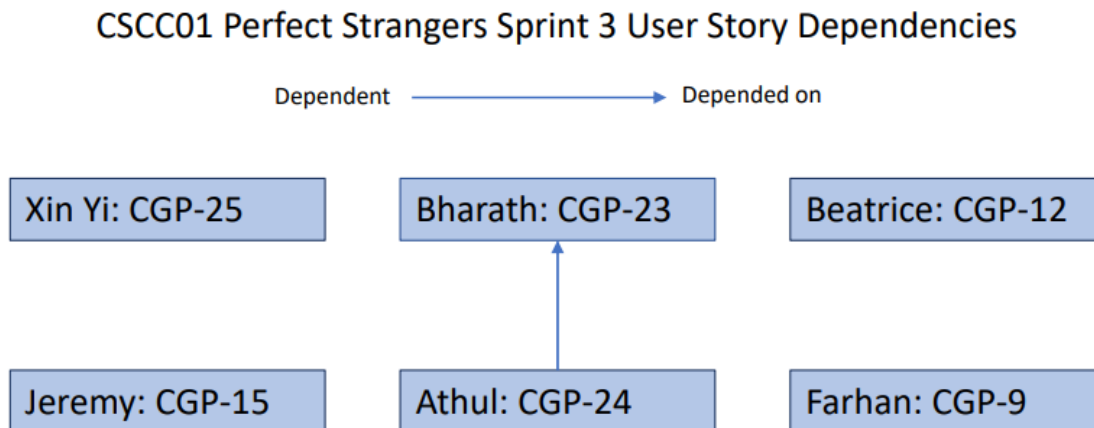 CSCC01 Perfect Strangers Sprint 3 User Story Dependencies
Dependent
Depended on
Xin Yi: CGP-25
Bharath: CGP-23
Beatrice: CGP-12
Jeremy: CGP-15
Athul: CGP-24
Farhan: CGP-9